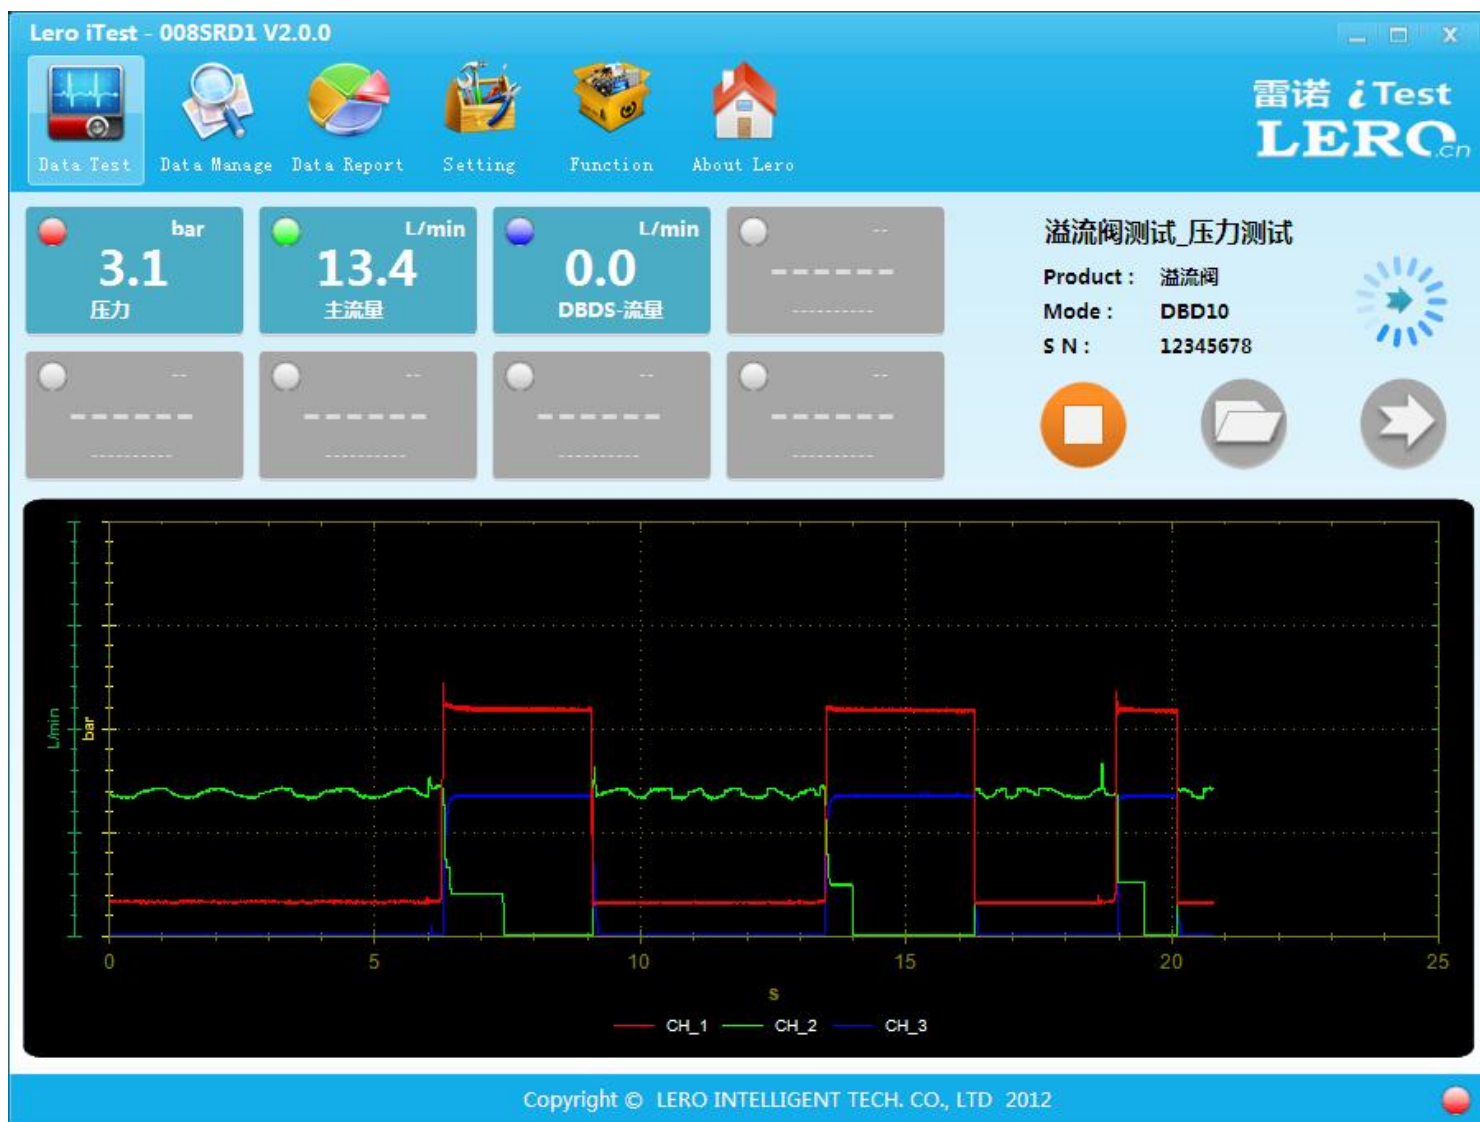 Lero iTest - 008SRD1 V2.0.0
Data Test Data Manage Data Report Setting Function About Lero
雷诺 iTest
LERO.cn
bar
3.1
压力
L/min
13.4
主流量
L/min
0.0
DBDS-流量
--
------
----------
--
------
----------
--
------
----------
--
------
----------
--
------
----------
溢流阀测试_压力测试
Product : 溢流阀
Mode : DBD10
S N : 12345678
L/min
bar
0 5 10 15 20 25
s
CH_1 CH_2 CH_3
Copyright © LERO INTELLIGENT TECH. CO., LTD 2012